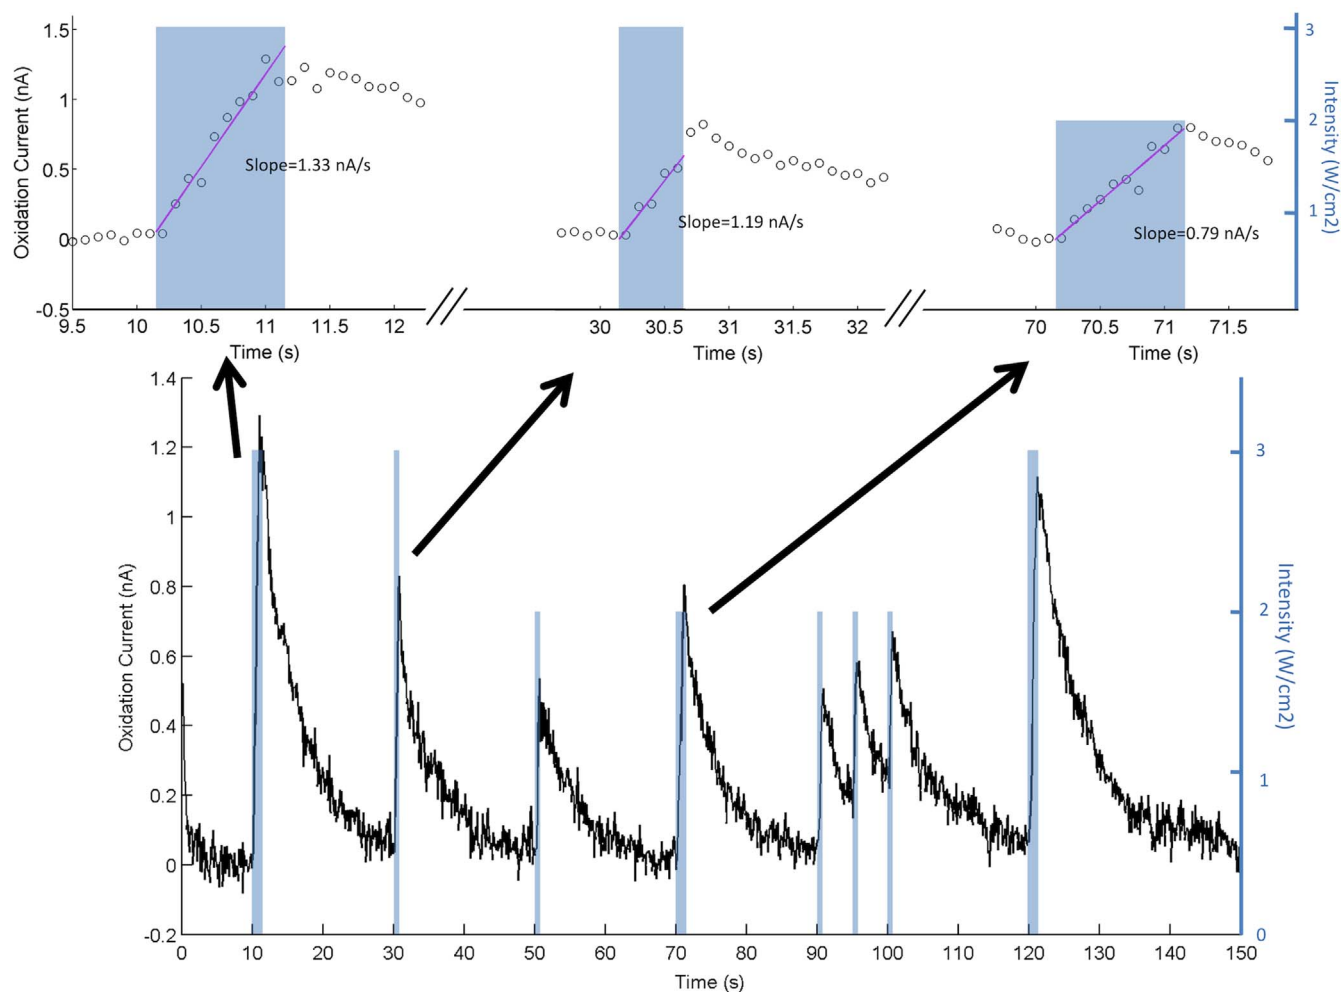 Oxidation Current (nA)
1.5
1
0.5
0
-0.5
9.5 10 10.5 11 11.5 12 30 30.5 31 31.5 32 70 70.5 71 71.5
Time (s) Time (s) Time (s)
Slope=1.33 nA/s
Slope=1.19 nA/s
Slope=0.79 nA/s
3
2
1
Intensity (W/cm2)
Oxidation Current (nA)
1.4
1.2
1
0.8
0.6
0.4
0.2
0
-0.2
0 10 20 30 40 50 60 70 80 90 100 110 120 130 140 150
Time (s)
3
2
1
0
Intensity (W/cm2)